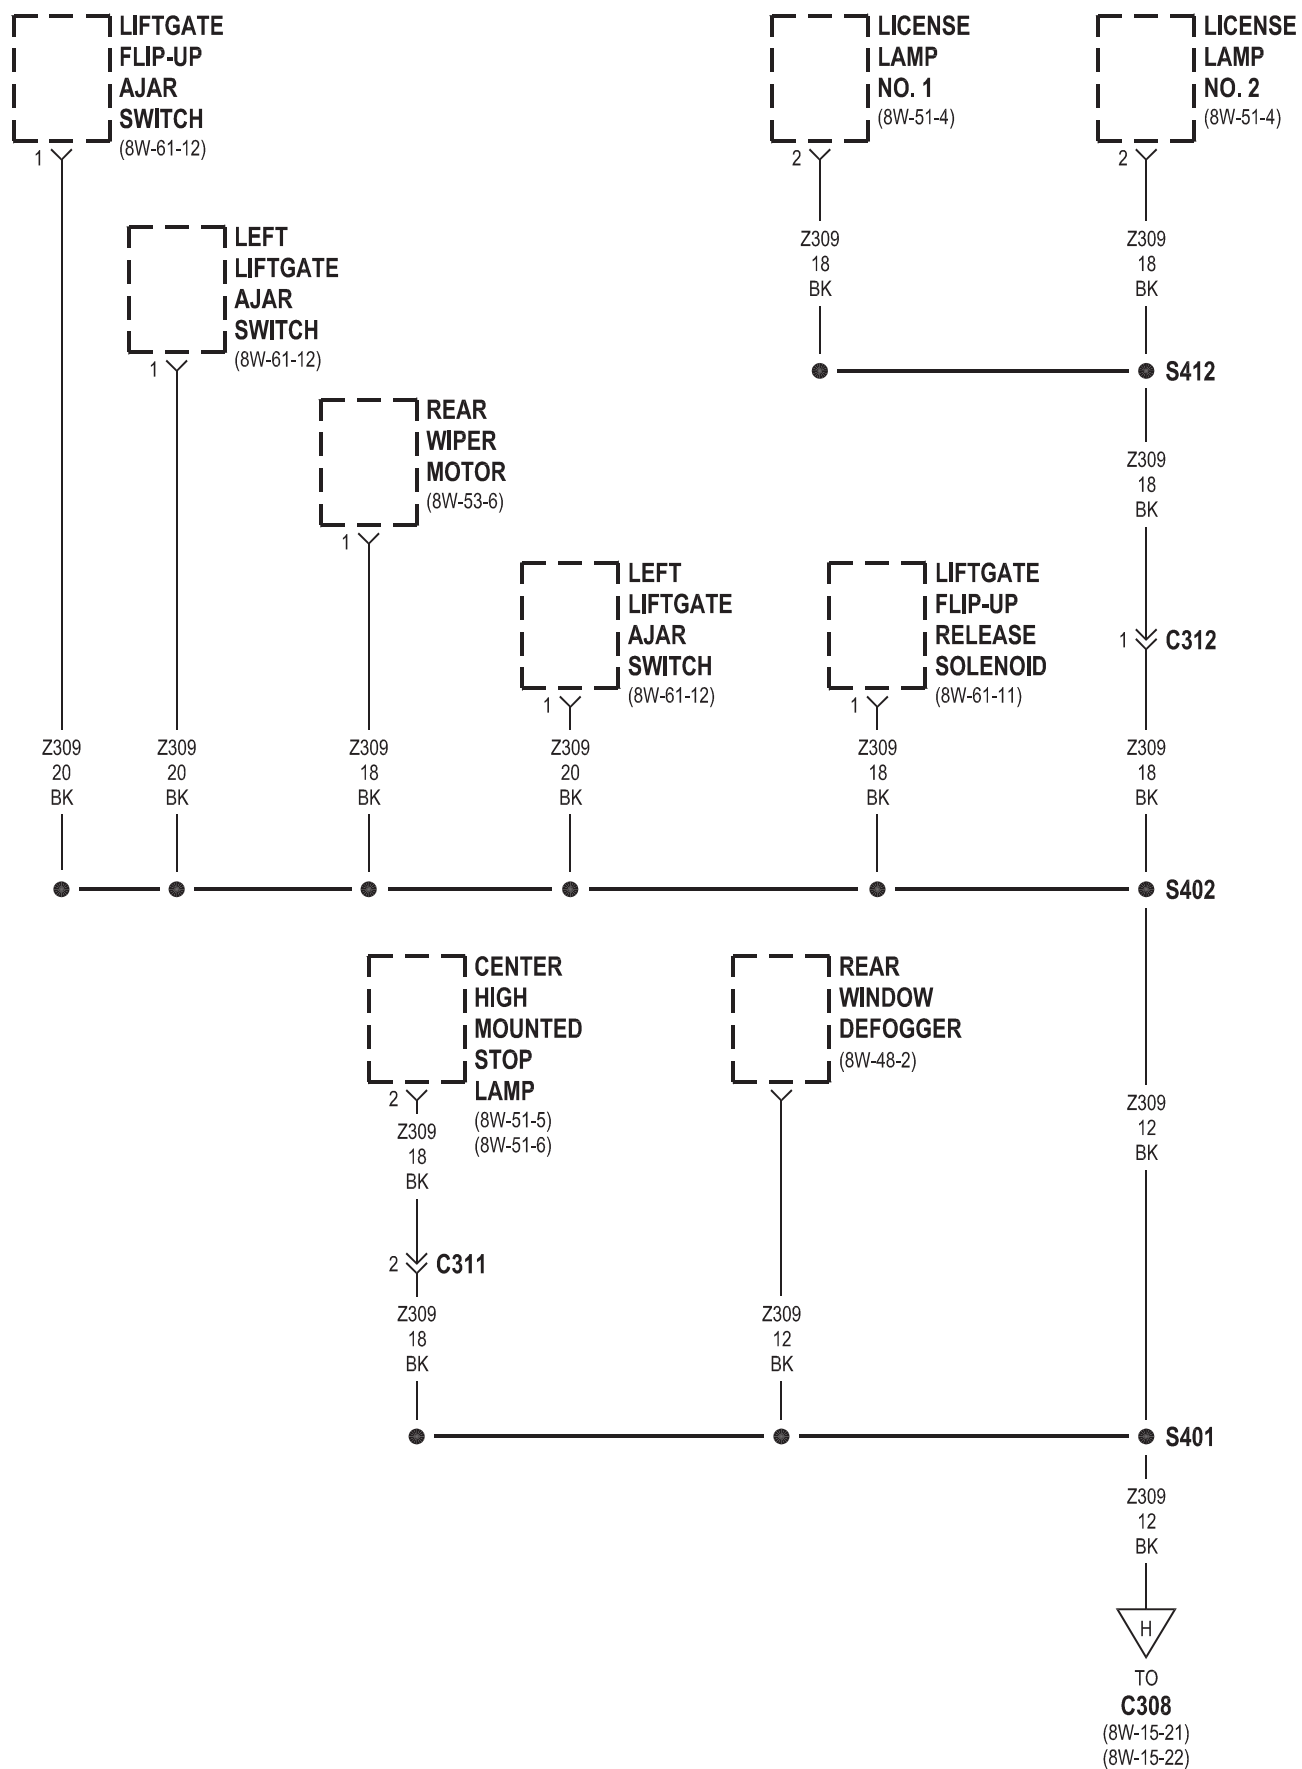 LIFTGATE
FLIP-UP
AJAR
SWITCH
(8W-61-12)
1
LICENSE
LAMP
NO. 1
(8W-51-4)
2
LICENSE
LAMP
NO. 2
(8W-51-4)
2
Z309
18
BK
Z309
18
BK
S412
LEFT
LIFTGATE
AJAR
SWITCH
(8W-61-12)
1
REAR
WIPER
MOTOR
(8W-53-6)
1
Z309
18
BK
LEFT
LIFTGATE
AJAR
SWITCH
(8W-61-12)
1
LIFTGATE
FLIP-UP
RELEASE
SOLENOID
(8W-61-11)
1
1
C312
Z309
20
BK
Z309
20
BK
Z309
18
BK
Z309
20
BK
Z309
18
BK
Z309
18
BK
S402
CENTER
HIGH
MOUNTED
STOP
LAMP
(8W-51-5)
(8W-51-6)
2
Z309
18
BK
REAR
WINDOW
DEFOGGER
(8W-48-2)
Z309
12
BK
2
C311
Z309
18
BK
Z309
12
BK
S401
Z309
12
BK
H
TO
C308
(8W-15-21)
(8W-15-22)